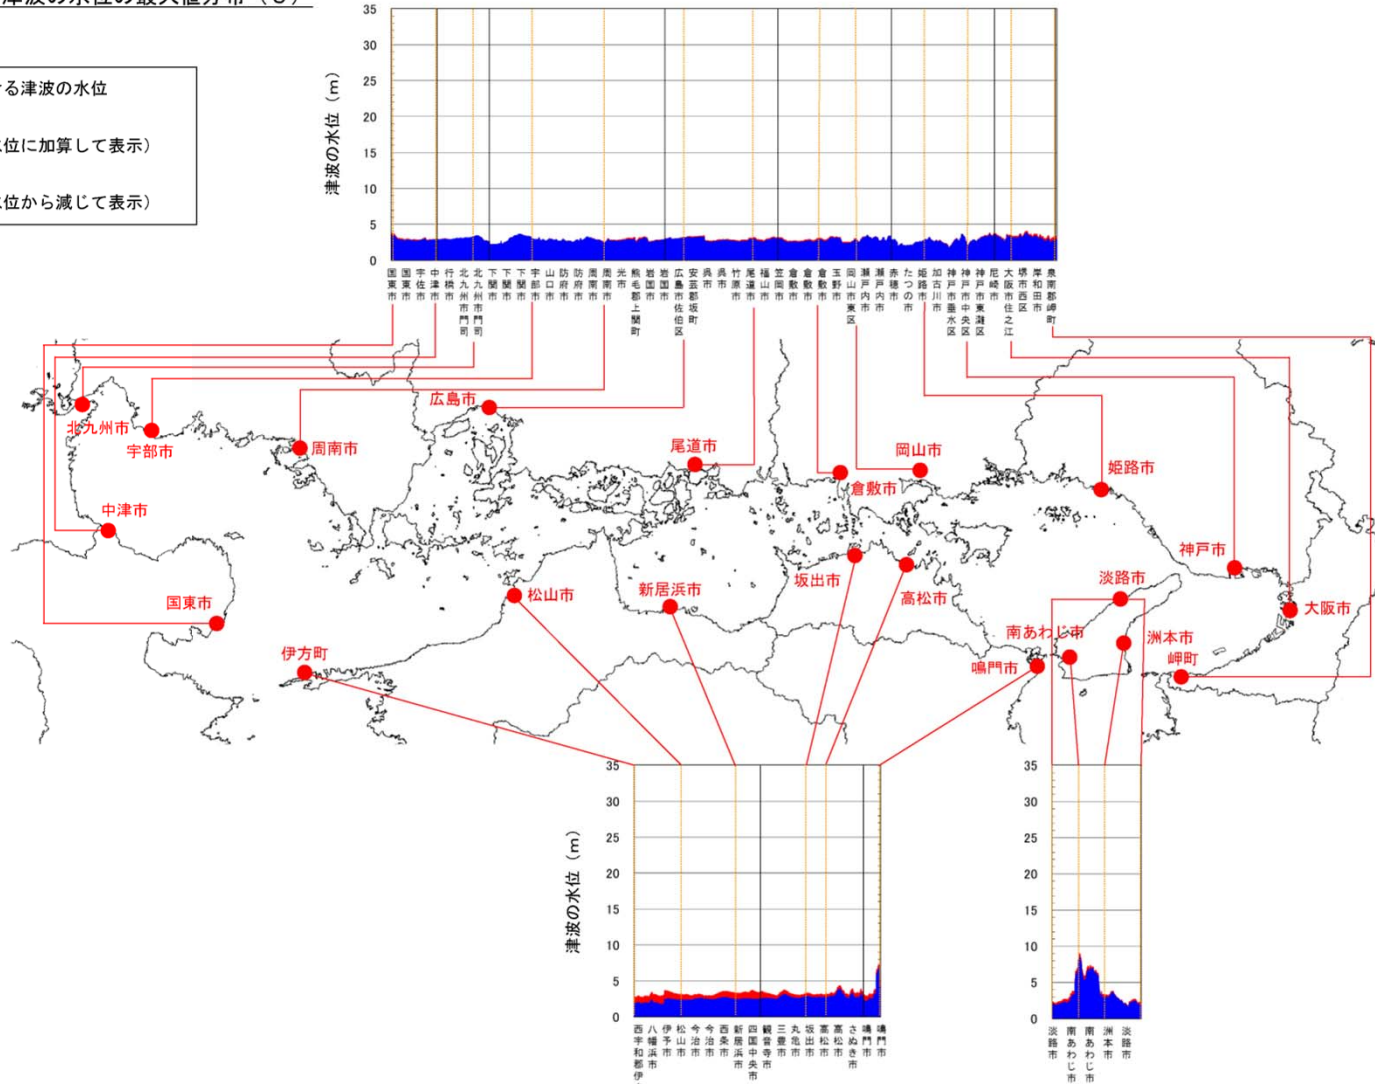 津波の水位の最大値分布（３）
る津波の水位
位に加算して表示）
位から減じて表示）
津波の水位（m）
35
30
25
20
15
10
5
0
国東市
国東市
宇佐市
中津市
行橋市
北九州市門司
北九州市門司
下関市
下関市
下関市
宇部市
山口市
防府市
防府市
周南市
周南市
光市
熊毛郡上関町
岩国市
岩国市
広島市佐伯区
安芸郡坂町
呉市
呉市
竹原市
尾道市
福山市
笠岡市
倉敷市
倉敷市
倉敷市
玉野市
岡山市東区
瀬戸内市
瀬戸内市
赤穂市
たつの市
姫路市
加古川市
神戸市垂水区
神戸市中央区
神戸市東灘区
尼崎市
大阪市住之江
堺市西区
岸和田市
泉南郡岬町
北九州市
宇部市
周南市
広島市
尾道市
倉敷市
岡山市
姫路市
中津市
国東市
伊方町
松山市
新居浜市
坂出市
高松市
神戸市
淡路市
大阪市
南あわじ市
洲本市
鳴門市
岬町
津波の水位（m）
35
30
25
20
15
10
5
0
西宇和郡伊
八幡浜市
伊予市
松山市
今治市
今治市
西条市
新居浜市
四国中央市
観音寺市
三豊市
丸亀市
坂出市
高松市
高松市
さぬき市
鳴門市
鳴門市
35
30
25
20
15
10
5
0
淡路市
南あわじ市
南あわじ市
洲本市
淡路市